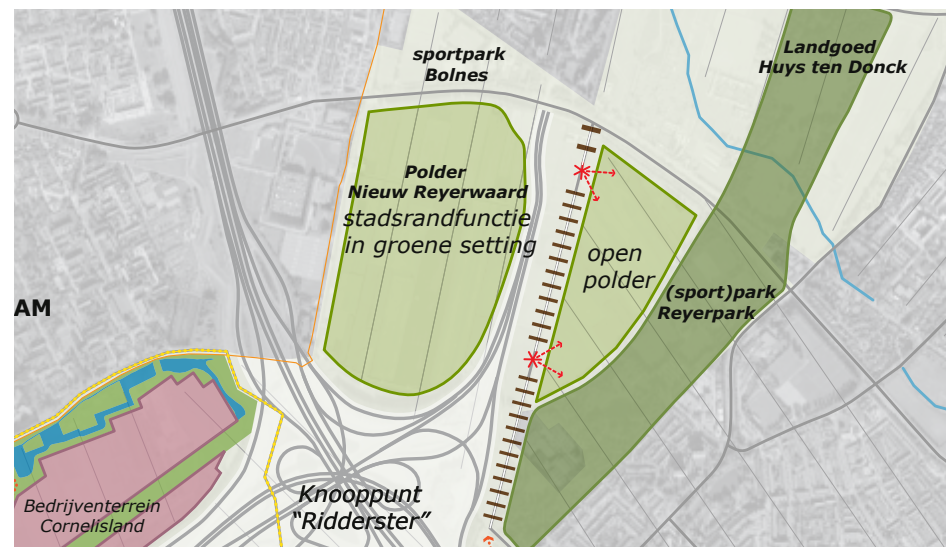 sportpark
Bolnes
Landgoed
Huys ten Donck
Polder
Nieuw Reyerwaard
stadsrandfunctie
in groene setting
open
polder
(sport)park
Reyerpark
AM
Knooppunt
“Ridderster”
Bedrijventerrein
Cornelisland